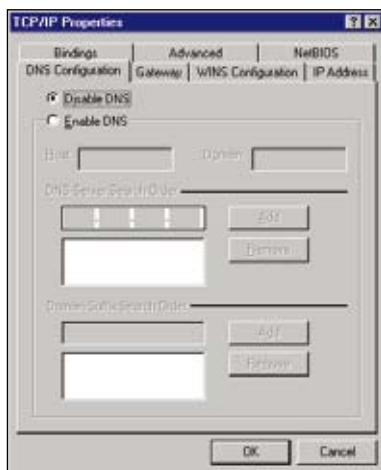 TCP/IP Properties ? ×
Bindings Advanced NetBIOS
DNS Configuration Gateway WINS Configuration IP Address
Disable DNS
Enable DNS
Host: Domain:
DNS Server Search Order
Add
Remove
Domain Suffix Search Order
Add
Remove
OK Cancel